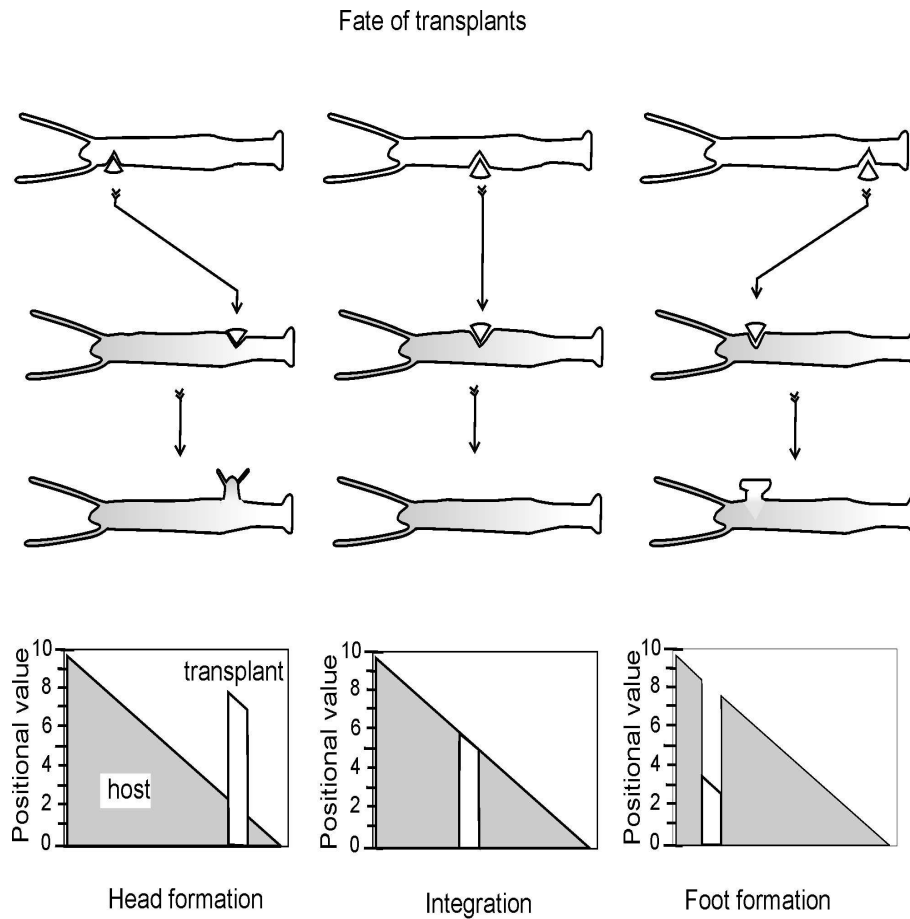 Fate of transplants
Positional value
10
8
6
4
2
0
transplant
host
Head formation
Positional value
10
8
6
4
2
0
Integration
Positional value
10
8
6
4
2
0
Foot formation